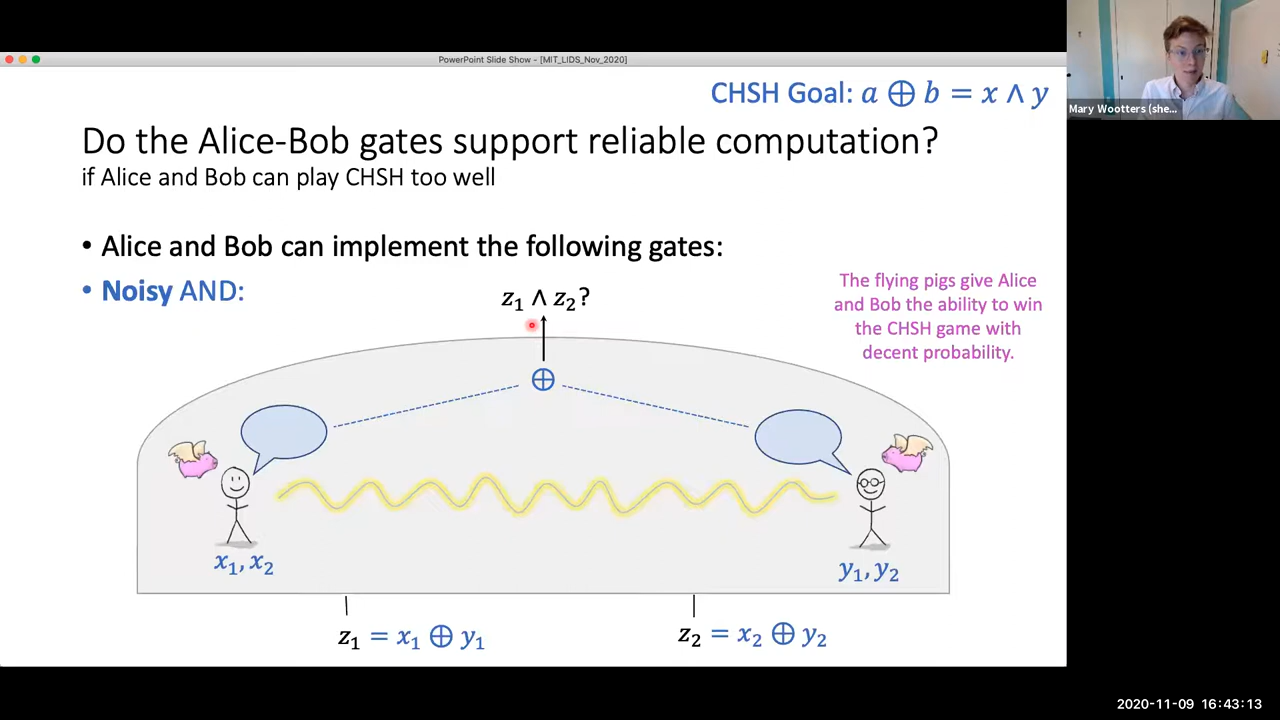 PowerPoint Slide Show - [MIT_LIDS_Nov_2020]
CHSH Goal: a ⊕ b = x ∧ y
Mary Wootters (she...
Do the Alice-Bob gates support reliable computation?
if Alice and Bob can play CHSH too well
• Alice and Bob can implement the following gates:
• Noisy AND:
z₁ ∧ z₂?
The flying pigs give Alice
and Bob the ability to win
the CHSH game with
decent probability.
⊕
x₁, x₂
y₁, y₂
z₁ = x₁ ⊕ y₁
z₂ = x₂ ⊕ y₂
2020-11-09 16:43:13